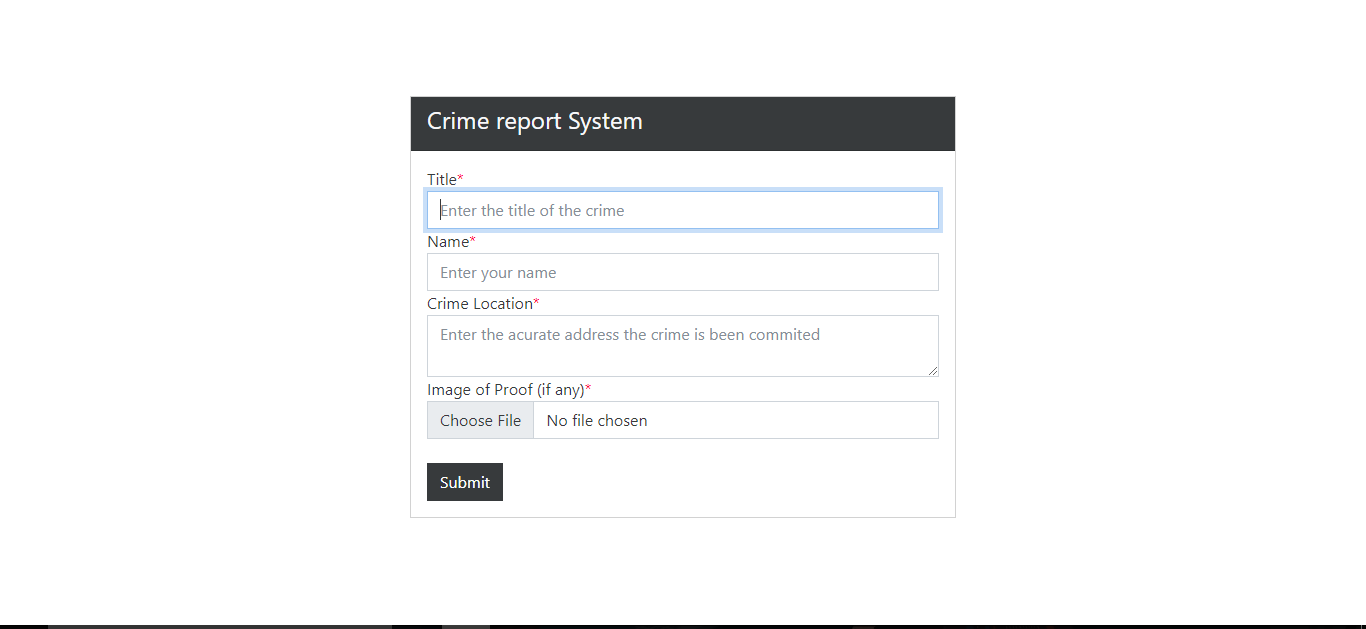 Crime report System
Title*
Enter the title of the crime
Name*
Enter your name
Crime Location*
Enter the acurate address the crime is been commited
Image of Proof (if any)*
Choose File No file chosen
Submit